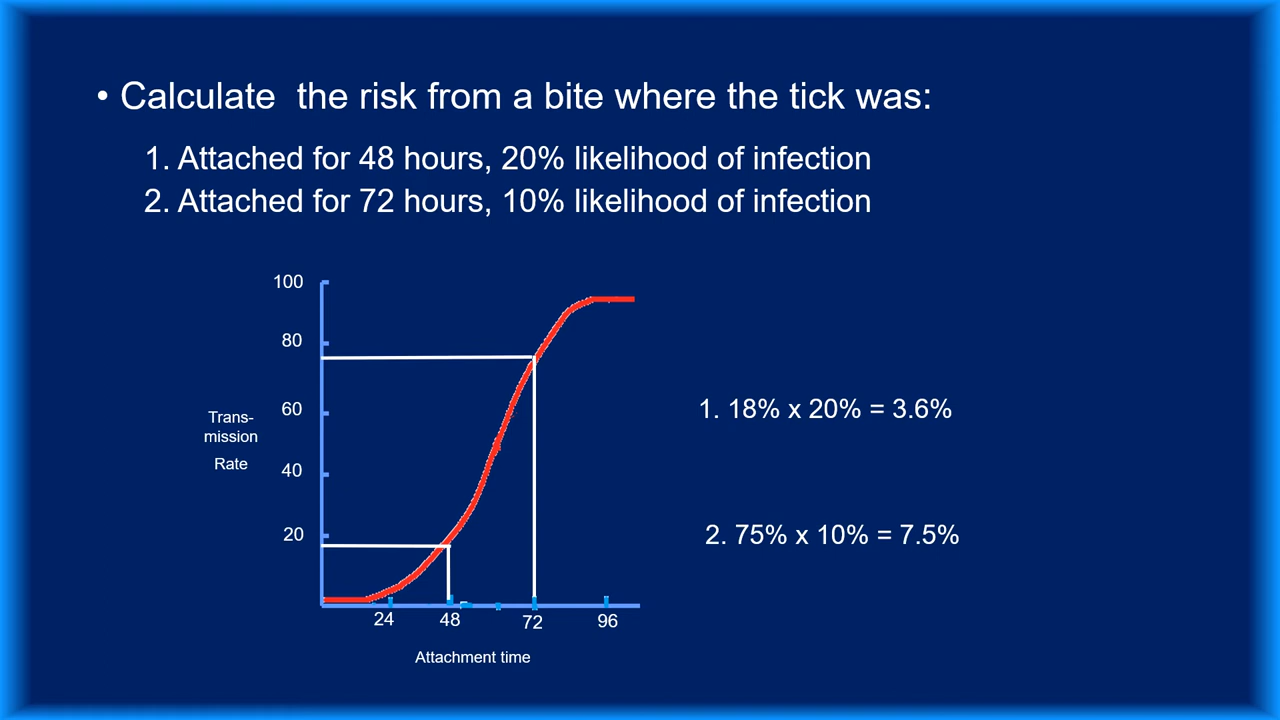 • Calculate  the risk from a bite where the tick was:
1. Attached for 48 hours, 20% likelihood of infection
2. Attached for 72 hours, 10% likelihood of infection
100
80
60
40
20
Trans-
mission
Rate
24 48 72 96
Attachment time
1. 18% x 20% = 3.6%
2. 75% x 10% = 7.5%